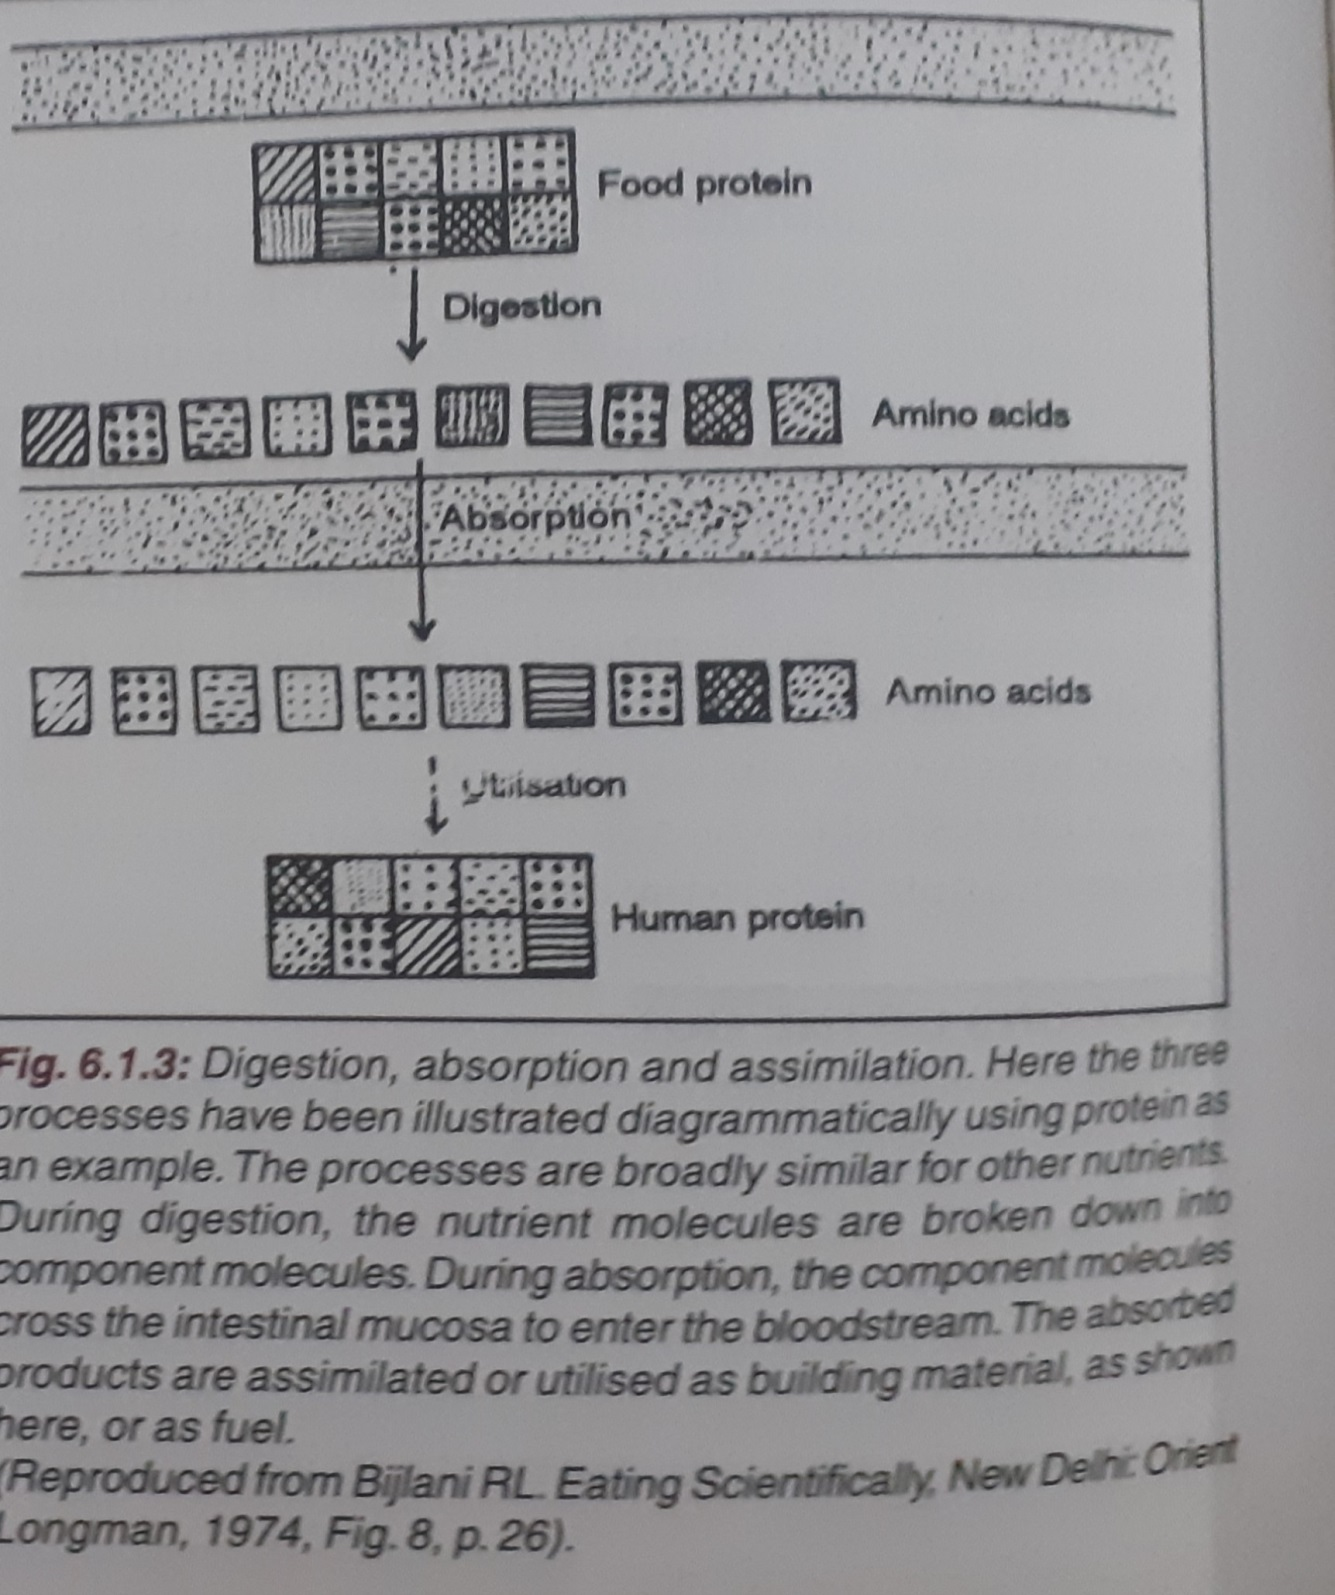 Food protein
Digestion
Amino acids
Absorption
Amino acids
Utilisation
Human protein
Fig. 6.1.3: Digestion, absorption and assimilation. Here the three
processes have been illustrated diagrammatically using protein as
an example. The processes are broadly similar for other nutrients.
During digestion, the nutrient molecules are broken down into
component molecules. During absorption, the component molecules
cross the intestinal mucosa to enter the bloodstream. The absorbed
products are assimilated or utilised as building material, as shown
here, or as fuel.
(Reproduced from Bijlani RL. Eating Scientifically, New Delhi: Orient
Longman, 1974, Fig. 8, p. 26).